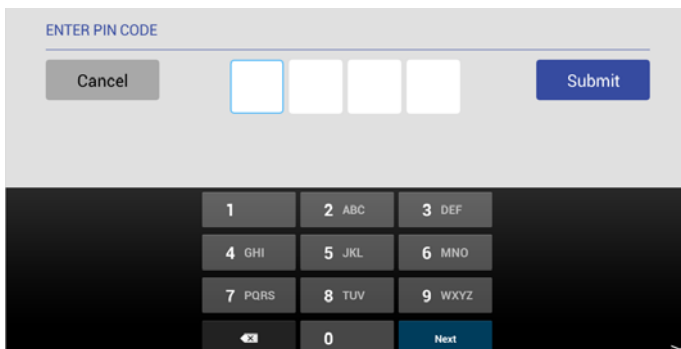 ENTER PIN CODE
Cancel
Submit
1
2 ABC
3 DEF
4 GHI
5 JKL
6 MNO
7 PQRS
8 TUV
9 WXYZ
0
Next